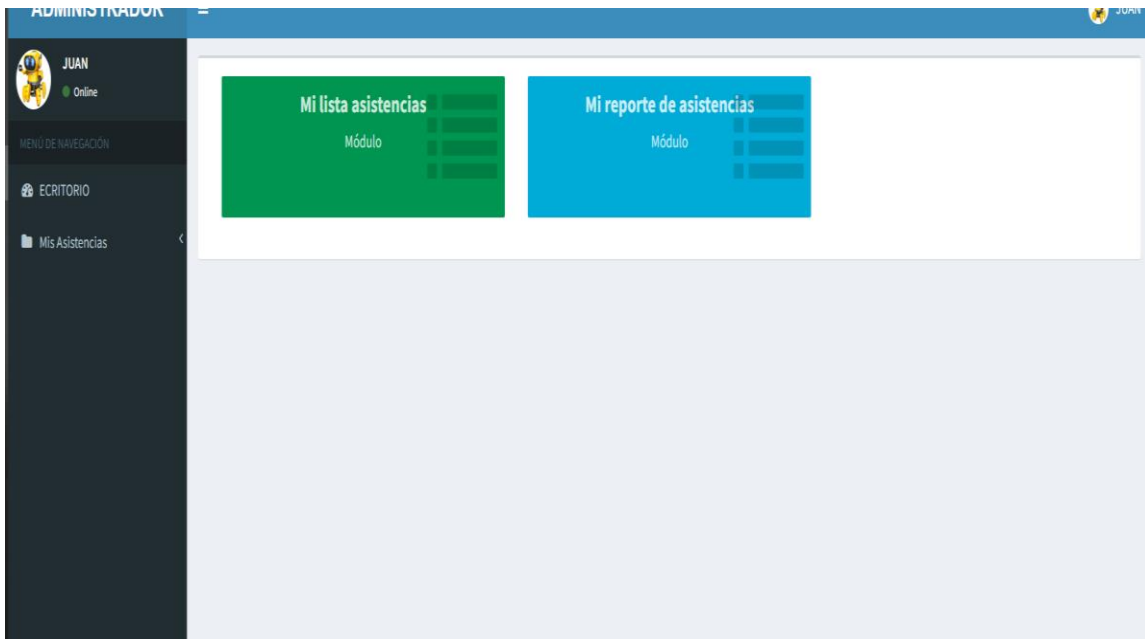 ADMINISTRADOR
JUAN
JUAN
Online
MENÚ DE NAVEGACIÓN
ECRITORIO
Mis Asistencias
Mi lista asistencias
Módulo
Mi reporte de asistencias
Módulo